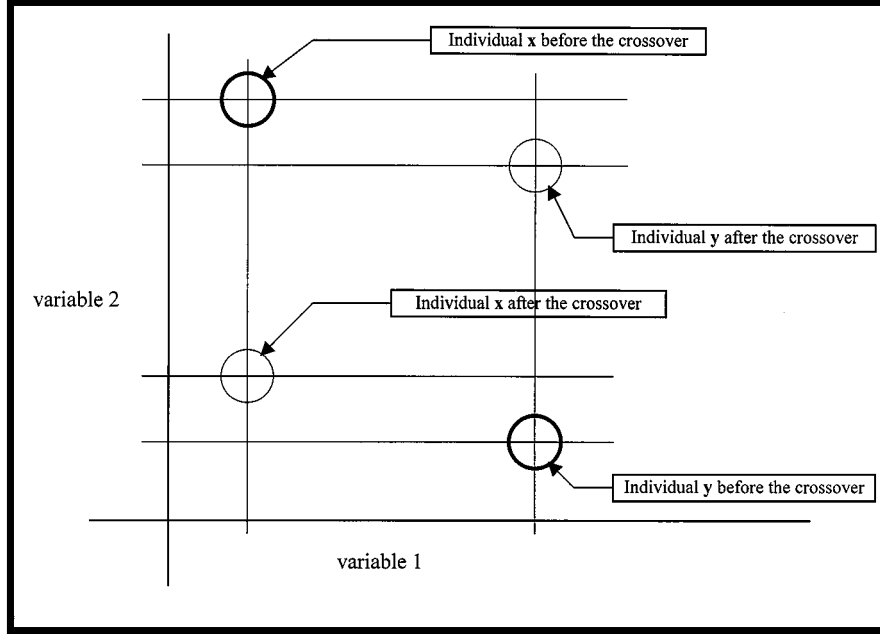 Individual x before the crossover
Individual y after the crossover
variable 2
Individual x after the crossover
Individual y before the crossover
variable 1